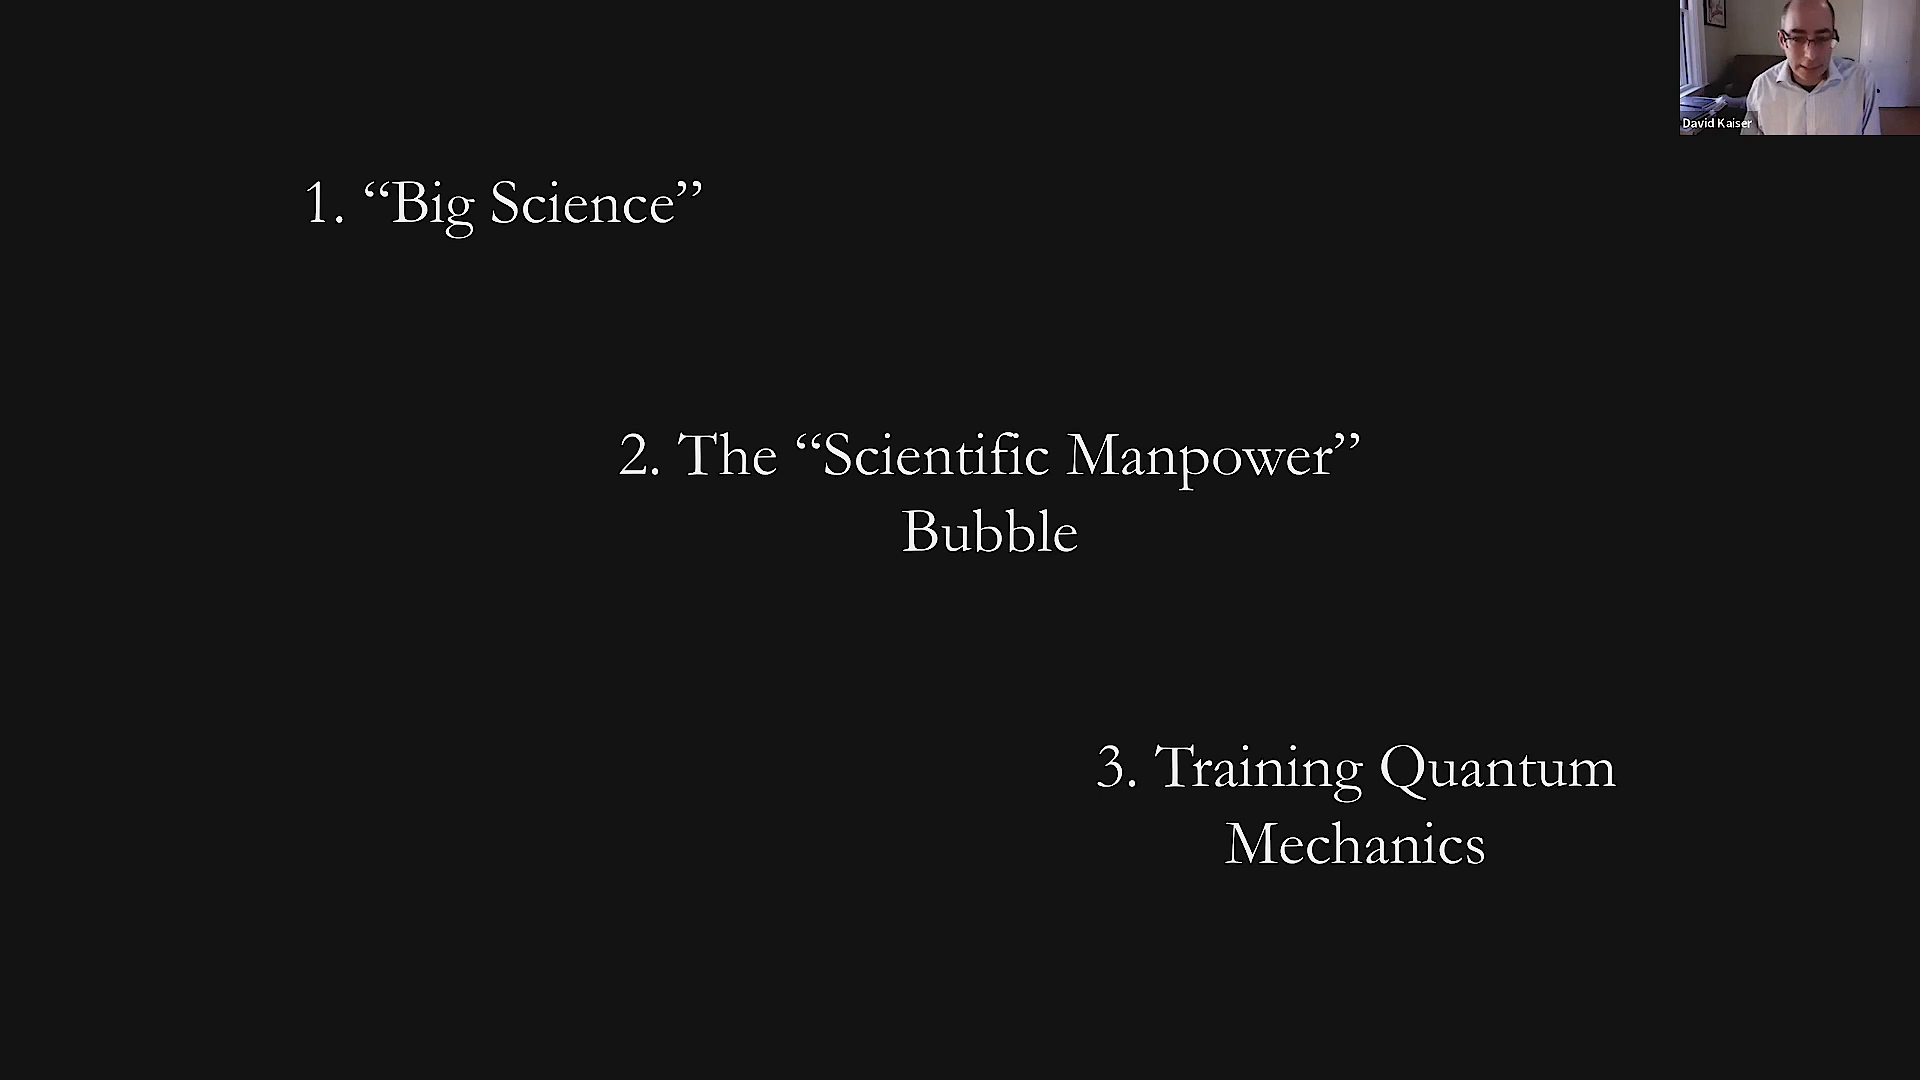 David Kaiser
1. “Big Science”
2. The “Scientific Manpower”
Bubble
3. Training Quantum
Mechanics